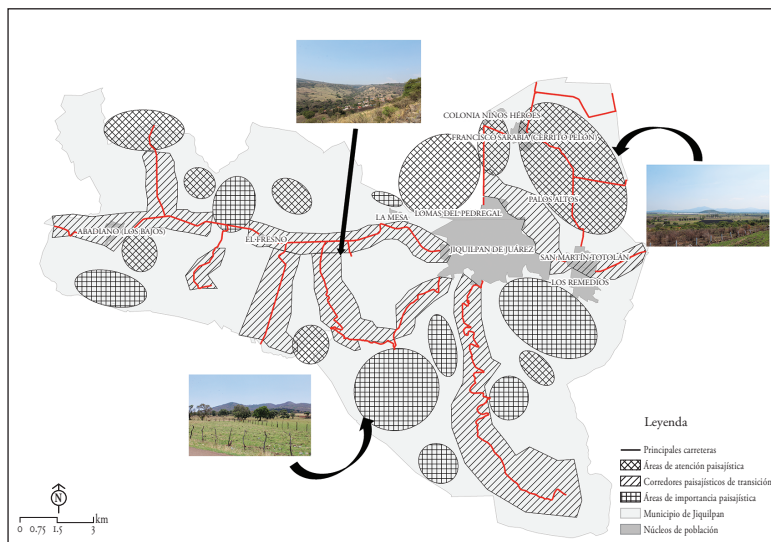 COLONIA NIÑOS HÉROES
FRANCISCO SARABIA (CERRITO PELÓN)
PALOS ALTOS
LOMAS DEL PEDREGAL
LA MESA
ABADIANO (LOS BAJOS)
EL FRESNO
JIQUILPAN DE JUÁREZ
SAN MARTÍN TOTOLÁN
LOS REMEDIOS
Leyenda
Principales carreteras
Áreas de atención paisajística
Corredores paisajísticos de transición
Áreas de importancia paisajística
Municipio de Jiquilpan
Núcleos de población
N
km
0 0.75 1.5 3